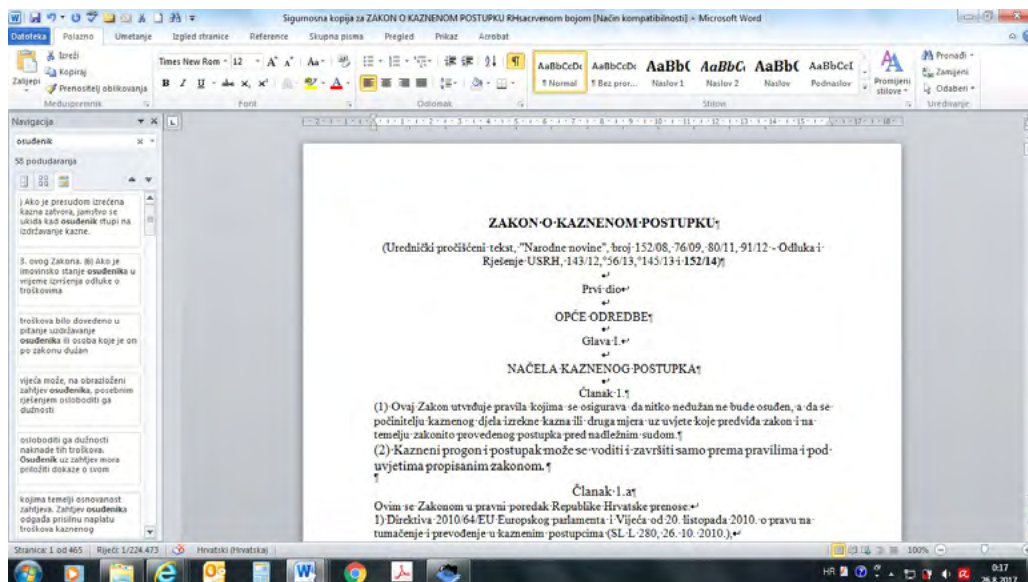 Sigurnosna kopija za ZAKON O KAZNENOM POSTUPKU RHsacrvenom bojom [Način kompatibilnosti] - Microsoft Word
Datoteka Polazno Umetanje Izgled stranice Reference Skupna pisma Pregled Prikaz Acrobat
Zalijepi
Izreži
Kopiraj
Prenositelj oblikovanja
Međuspremnik
Times New Rom 12
Font
Odlomak
AaBbCcDc AaBbCcDc AaBbC AaBbC AaBbC AaBbCcI
¶ Normal ¶ Bez pror... Naslov 1 Naslov 2 Naslov Podnaslov
Promijeni stilove
Stilovi
Pronađi
Zamijeni
Odaberi
Uređivanje
Navigacija
osuđenik
58 podudaranja
) Ako je presudom izrečena
kazna zatvora, jamstvo se
ukida kad osuđenik stupi na
izdržavanje kazne.
3. ovog Zakona. (6) Ako je
imovinsko stanje osuđenika u
vrijeme izvršenja odluke o
troškovima
troškova bilo dovedeno u
pitanje uzdržavanje
osuđenika ili osoba koje je on
po zakonu dužan
vijeća može, na obrazloženi
zahtjev osuđenika, posebnim
rješenjem osloboditi ga
dužnosti
osloboditi ga dužnosti
naknade tih troškova.
Osuđenik uz zahtjev mora
priložiti dokaze o svom
kojima temelji osnovanost
zahtjeva. Zahtjev osuđenika
odgađa prisilnu naplatu
troškova kaznenog
ZAKON O KAZNENOM POSTUPKU
(Urednički pročišćeni tekst, "Narodne novine", broj 152/08, 76/09, 80/11, 91/12 - Odluka i
Rješenje USRH, 143/12, 56/13, 145/13 i 152/14)
Prvi dio
OPĆE ODREDBE
Glava I.
NAČELA KAZNENOG POSTUPKA
Članak 1.
(1) Ovaj Zakon utvrđuje pravila kojima se osigurava da nitko nedužan ne bude osuđen, a da se
počinitelju kaznenog djela izrekne kazna ili druga mjera uz uvjete koje predviđa zakon i na
temelju zakonito provedenog postupka pred nadležnim sudom.
(2) Kazneni progon i postupak može se voditi i završiti samo prema pravilima i pod
uvjetima propisanim zakonom.
Članak 1.a
Ovim se Zakonom u pravni poredak Republike Hrvatske prenose:
1) Direktiva 2010/64/EU Europskog parlamenta i Vijeća od 20. listopada 2010. o pravu na
tumačenje i prevođenje u kaznenim postupcima (SL L 280, 26. 10. 2010.),
Stranica: 1 od 465 Riječi: 1/224.473 Hrvatski (Hrvatska) 100%
HR 0:17
26.8.201